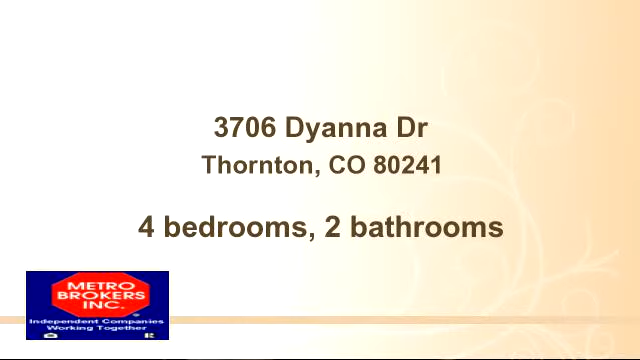 3706 Dyanna Dr
Thornton, CO 80241
4 bedrooms, 2 bathrooms
METRO
BROKERS
INC.
Independent Companies
Working Together